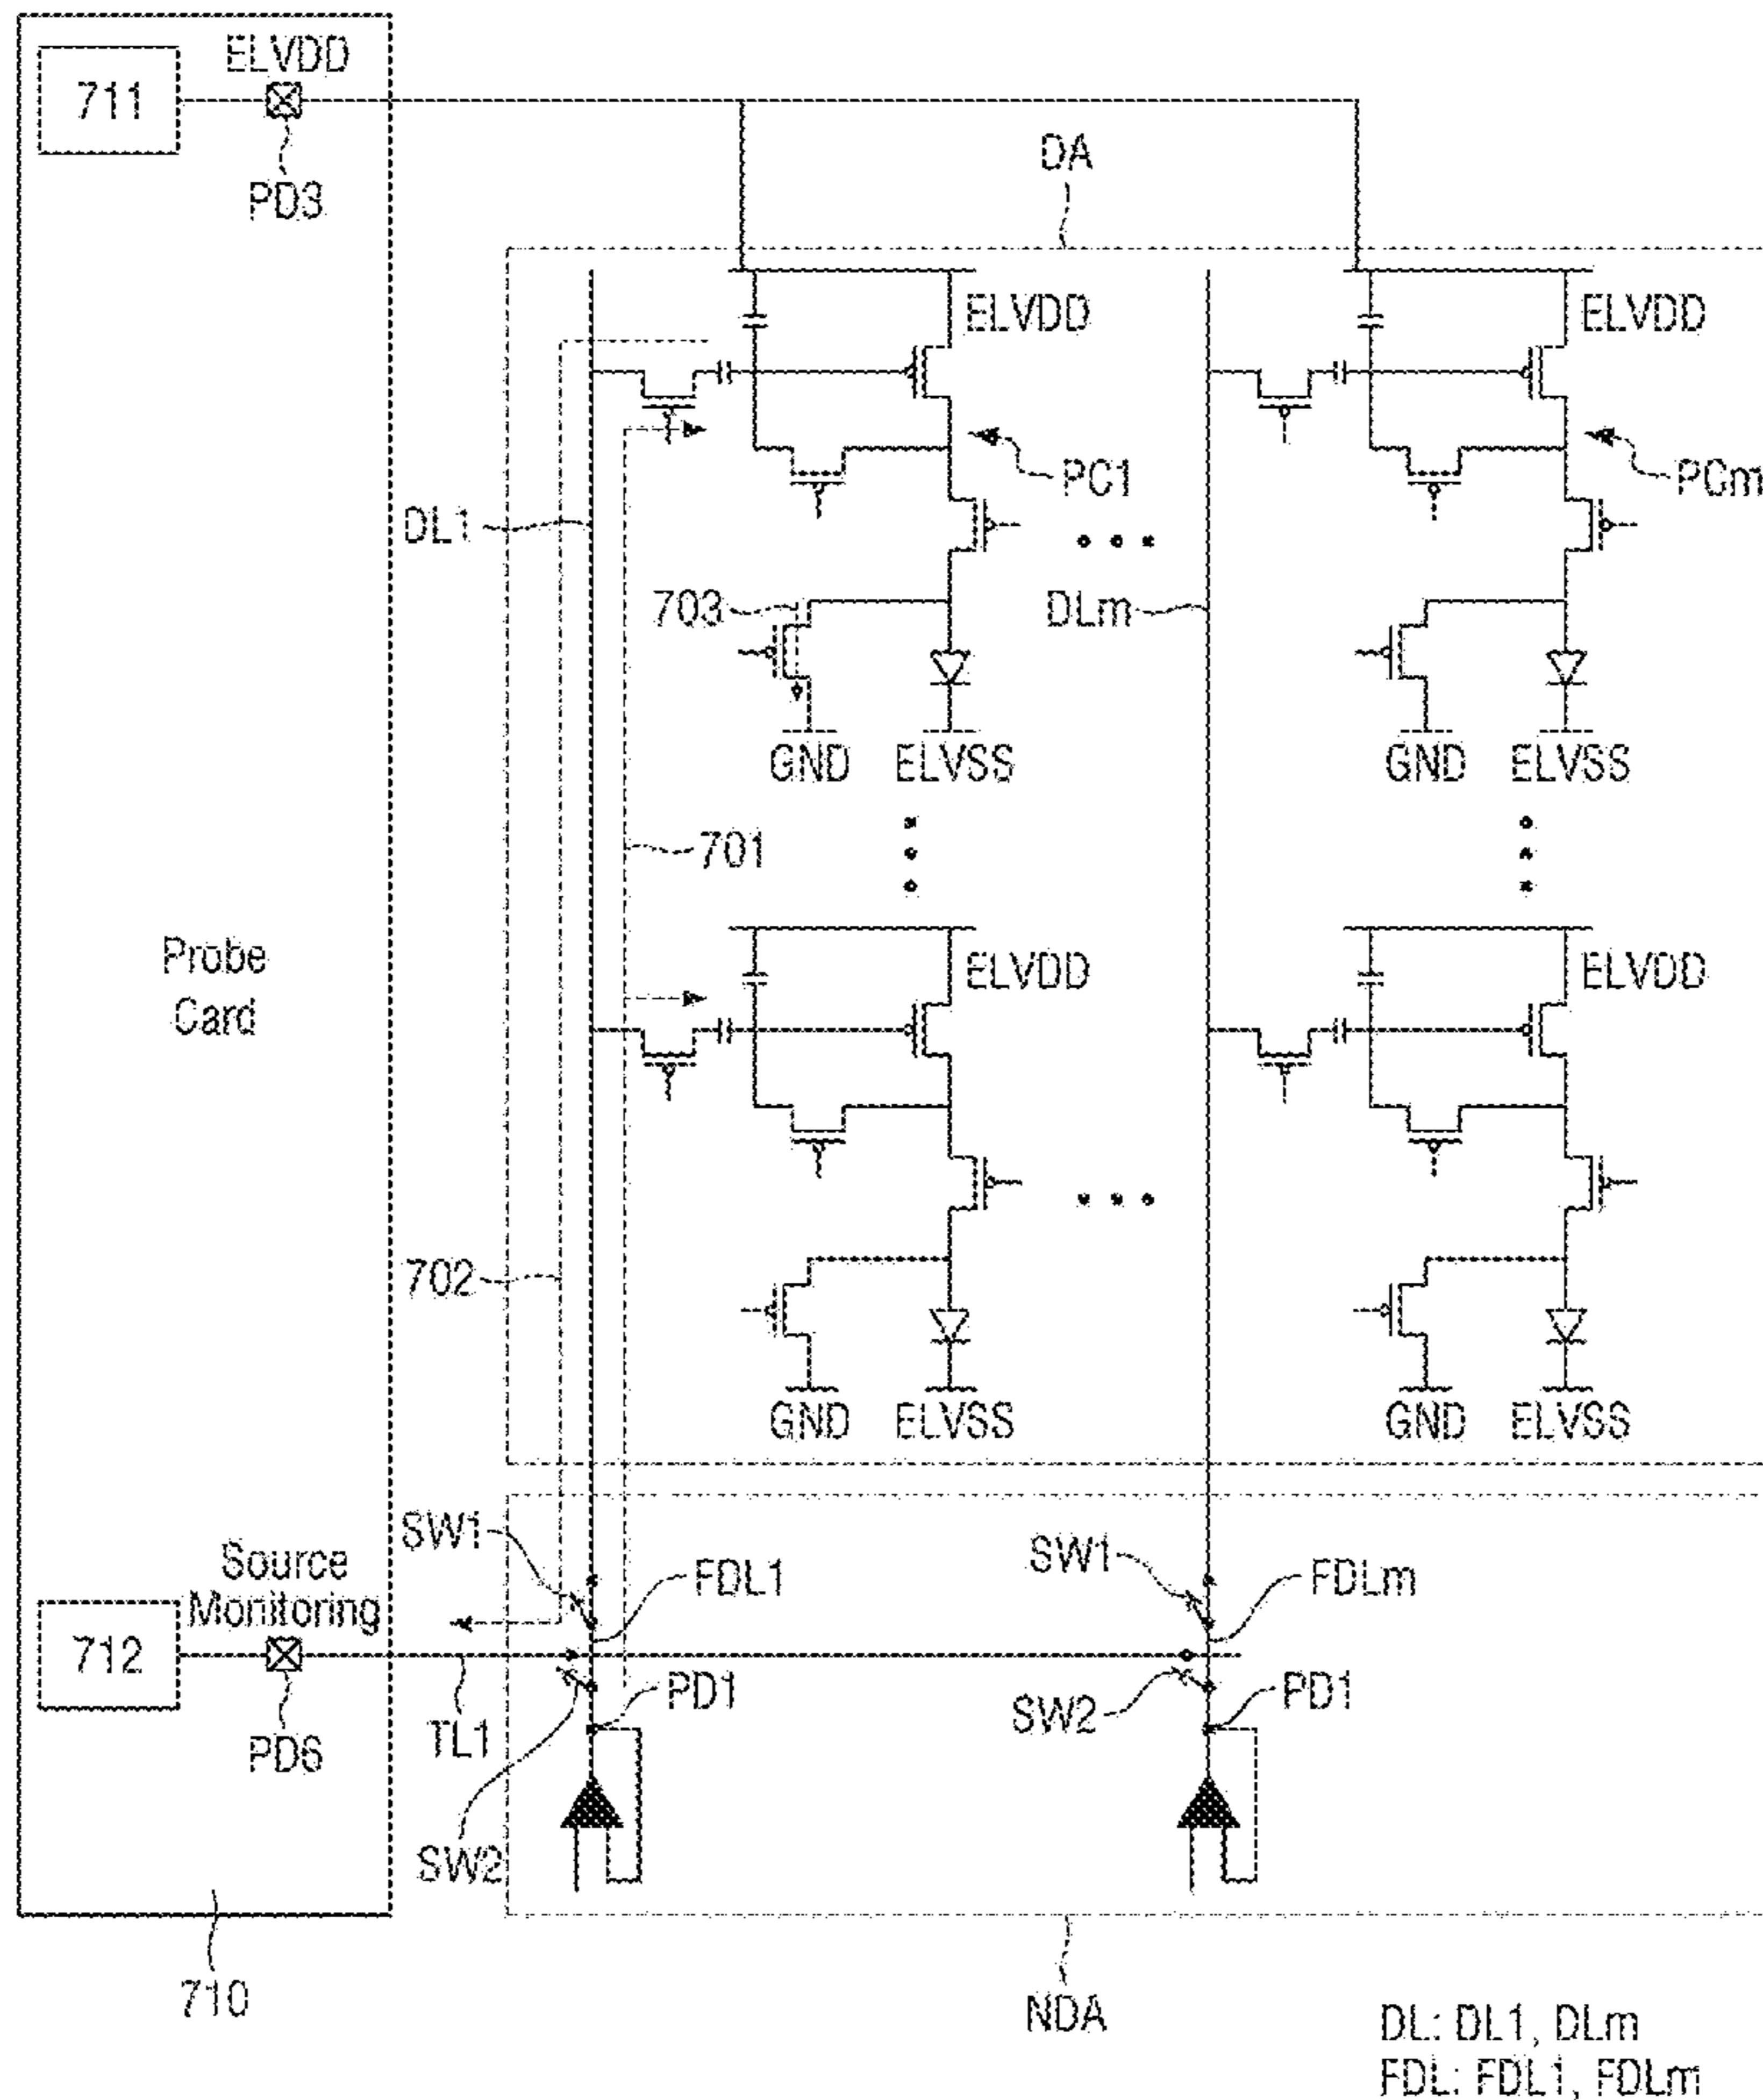 711
ELVDD
PD3
DA
ELVDD
ELVDD
PC1
PCm
DL1
703
DLm
GND
ELVSS
GND
ELVSS
701
Probe
Card
ELVDD
ELVDD
702
GND
ELVSS
GND
ELVSS
SW1
FDL1
SW1
FDLm
Source
Monitoring
712
PD6
TL1
PD1
SW2
PD1
SW2
710
NDA
DL: DL1, DLm
FDL: FDL1, FDLm